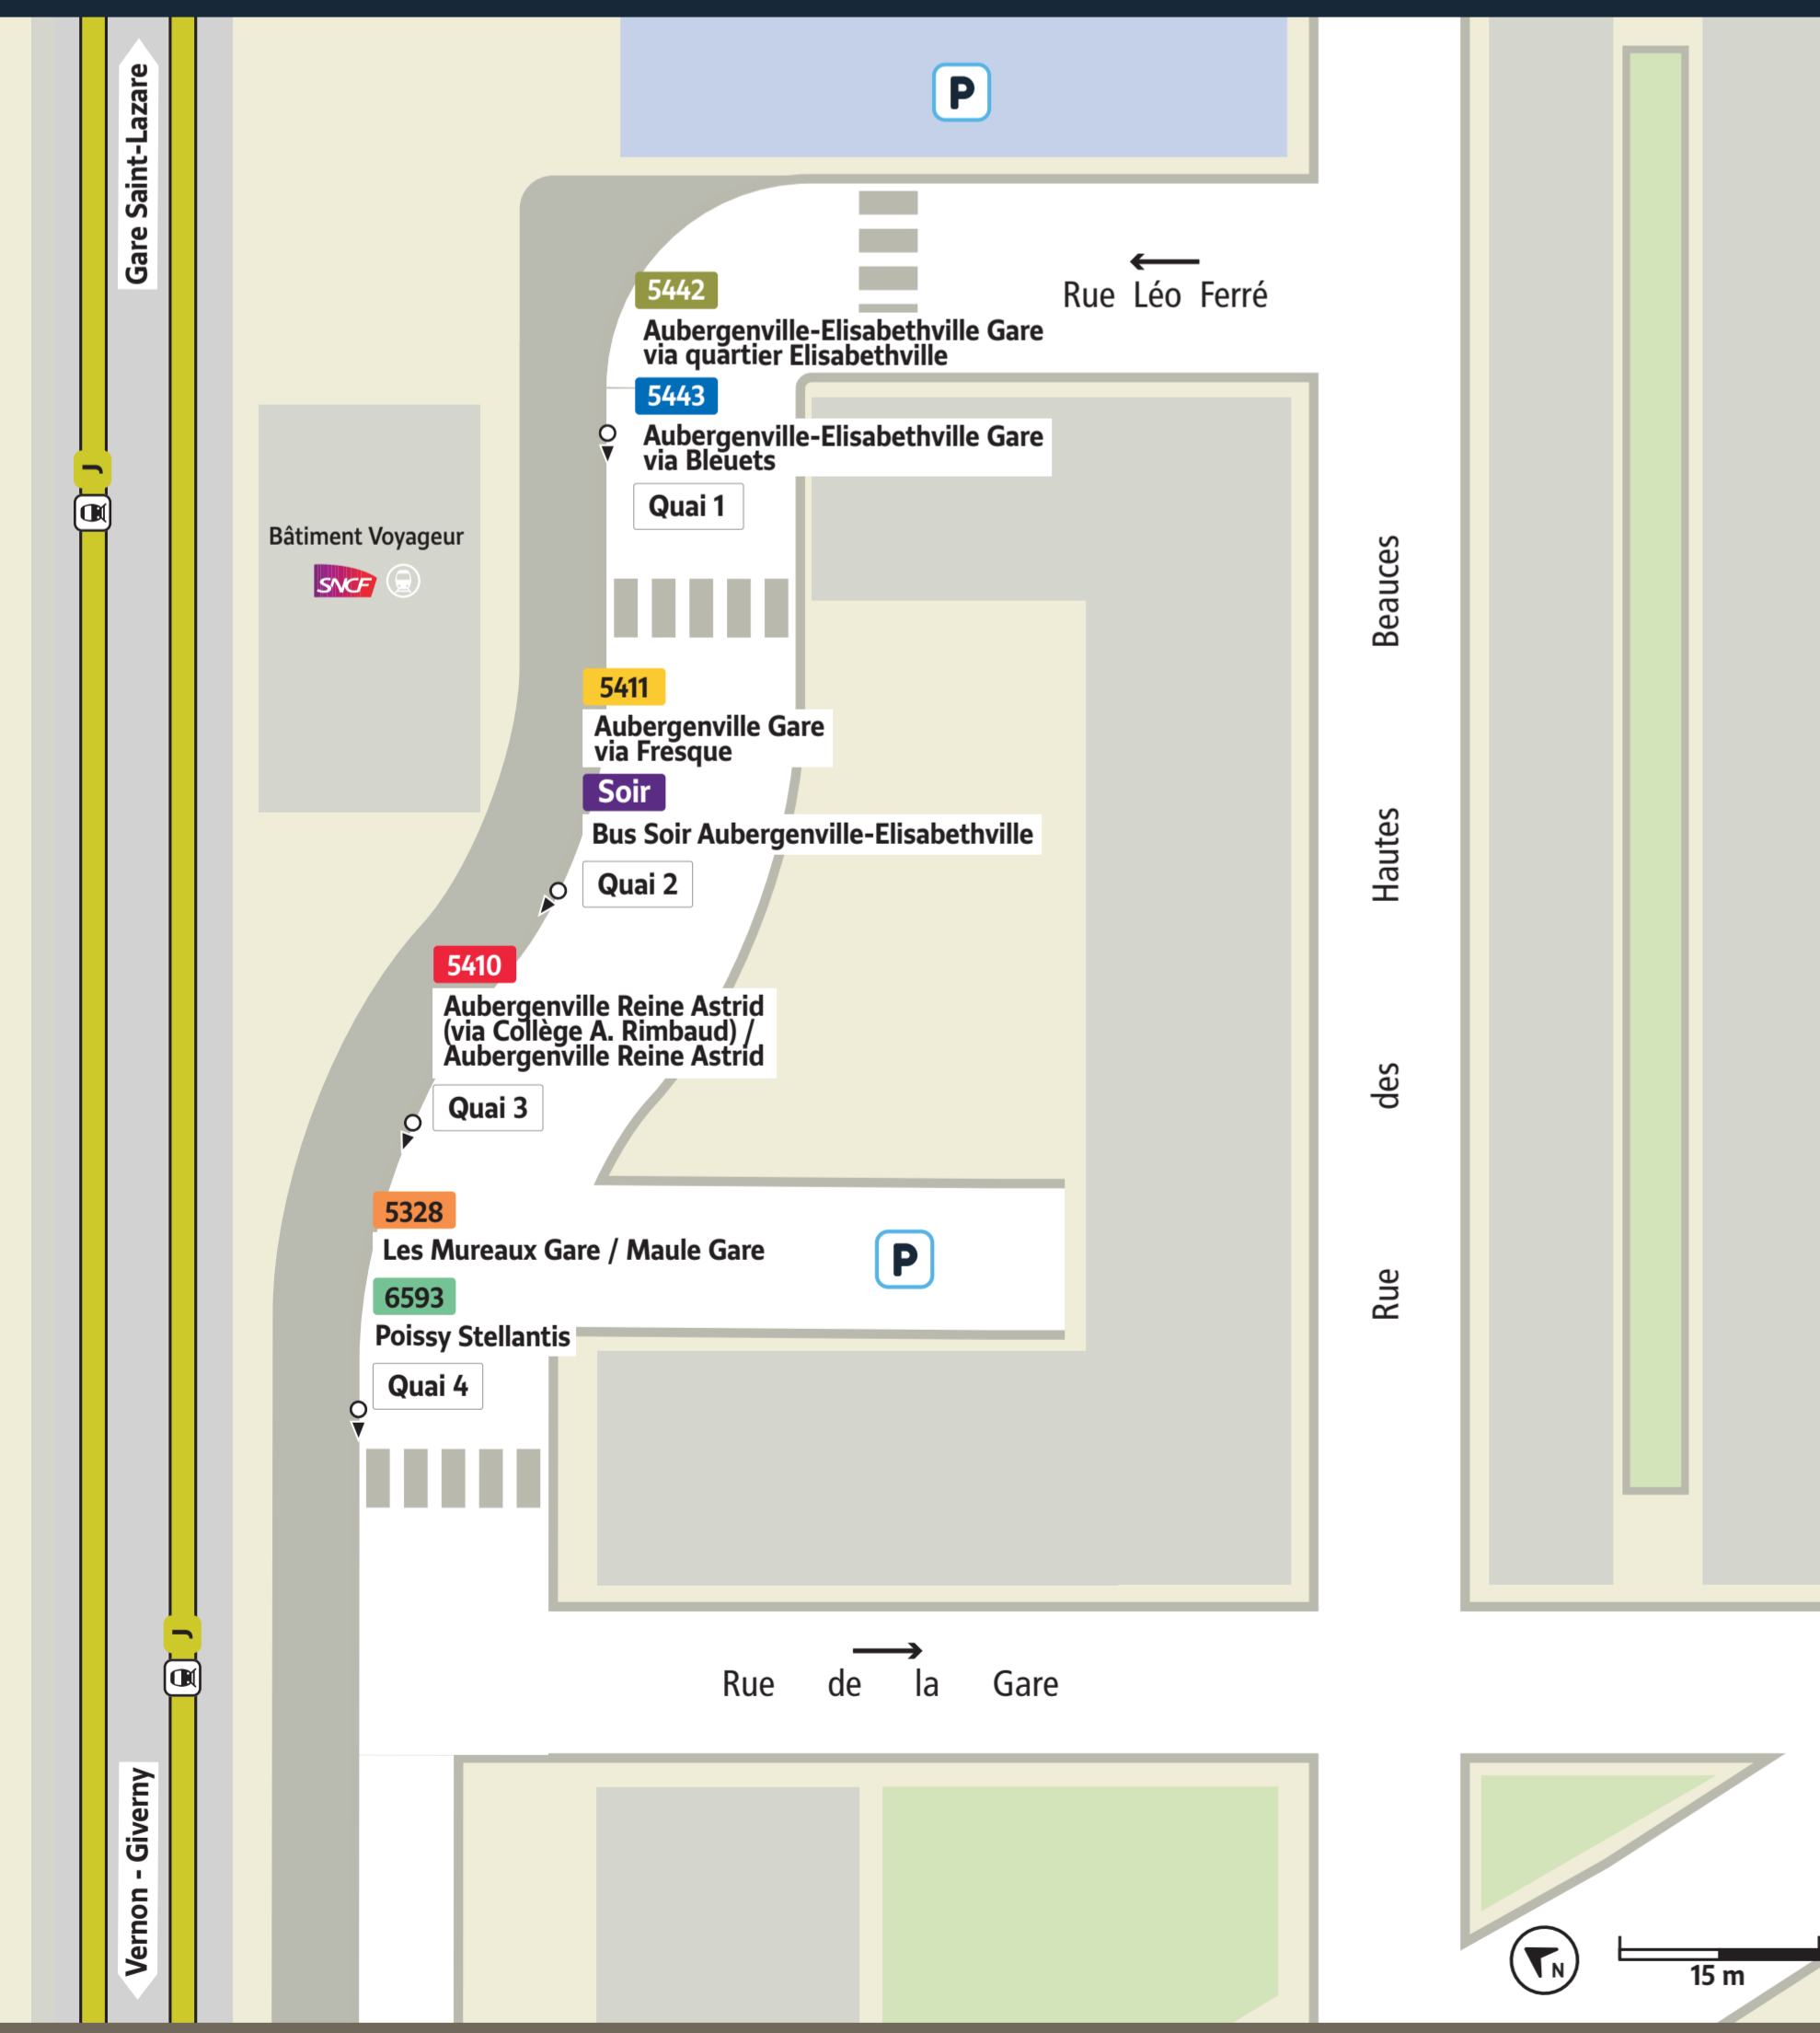 Gare Saint-Lazare
P
Rue Léo Ferré
5442
Aubergenville-Elisabethville Gare
via quartier Elisabethville
5443
Aubergenville-Elisabethville Gare
via Bleuets
Quai 1
J
Bâtiment Voyageur
SNCF
5411
Aubergenville Gare
via Fresque
Soir
Bus Soir Aubergenville-Elisabethville
Quai 2
5410
Aubergenville Reine Astrid
(via Collège A. Rimbaud) /
Aubergenville Reine Astrid
Quai 3
5328
Les Mureaux Gare / Maule Gare
P
6593
Poissy Stellantis
Quai 4
Rue des Hautes Beauces
J
Rue de la Gare
Vernon - Giverny
N
15 m